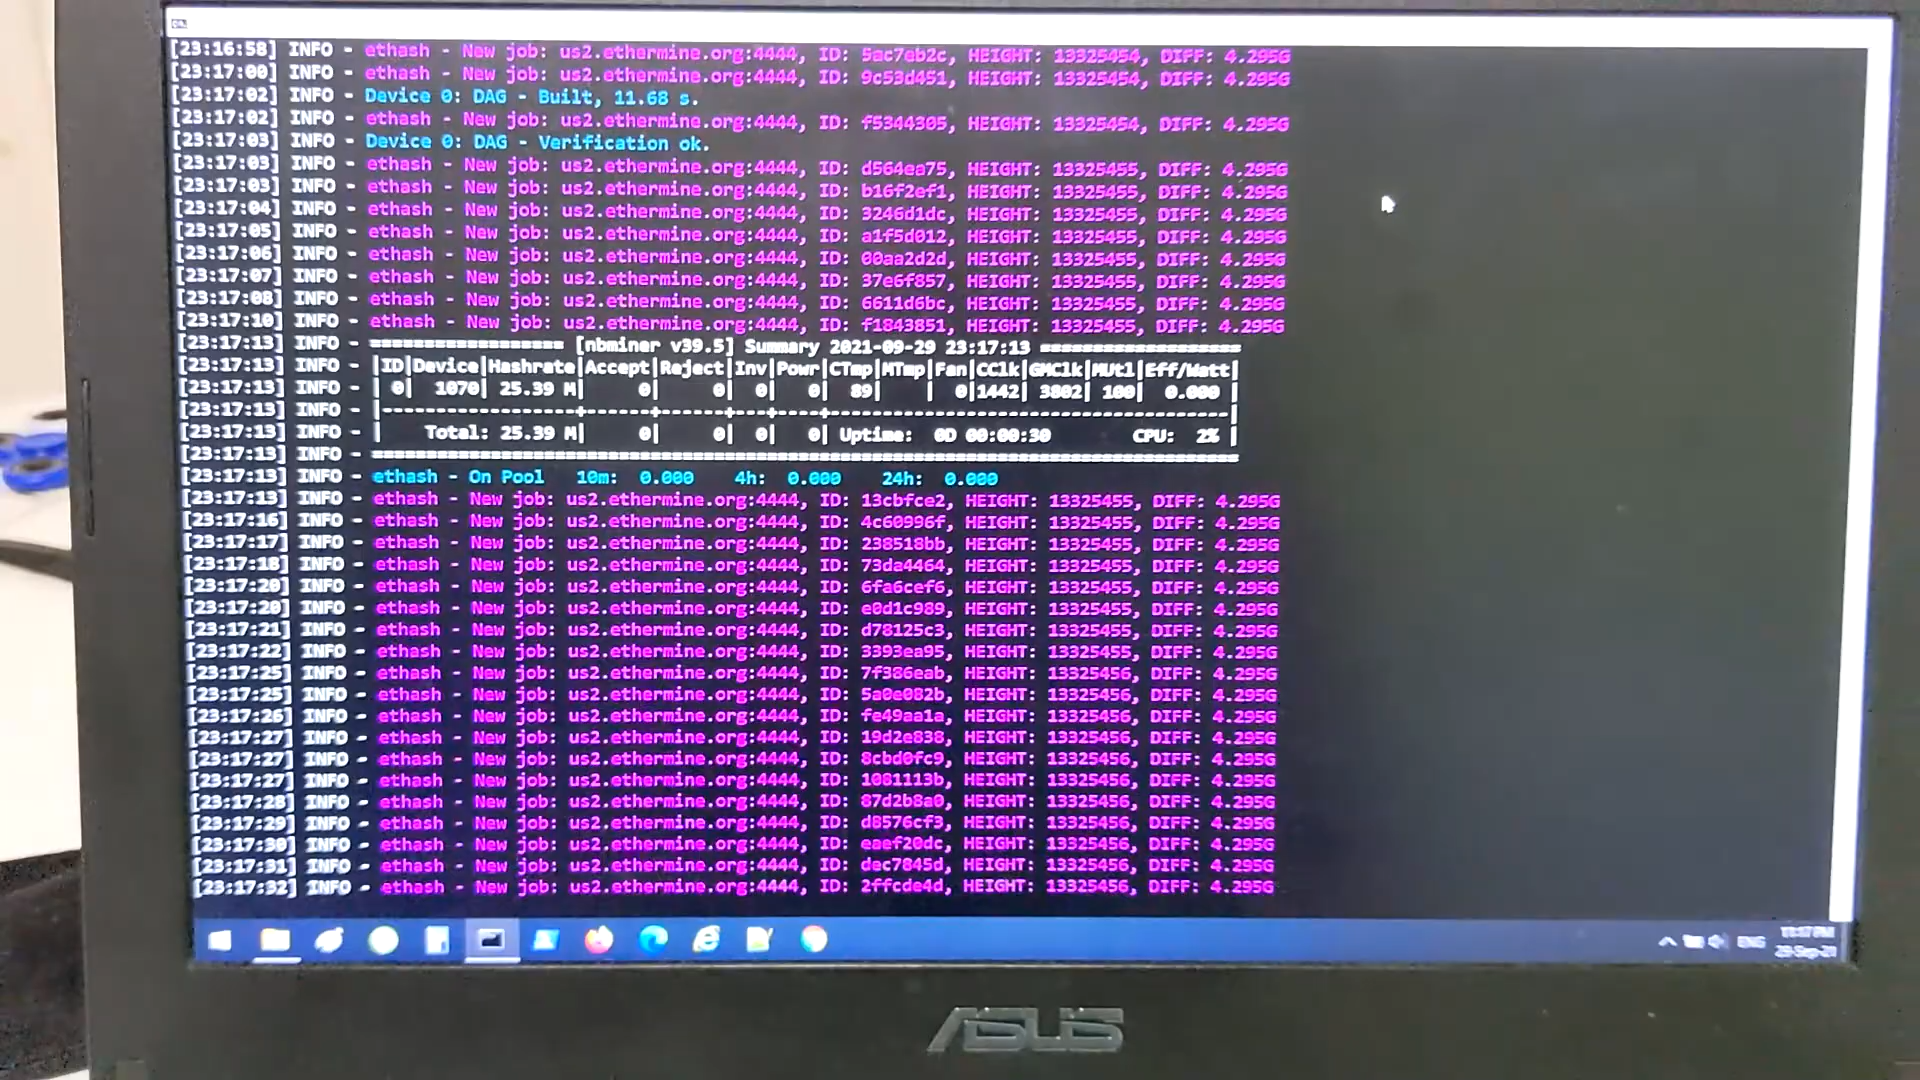 [23:16:58] INFO - ethash - New job: us2.ethermine.org:4444, ID: 5ac7eb2c, HEIGHT: 13325454, DIFF: 4.295G
[23:17:00] INFO - ethash - New job: us2.ethermine.org:4444, ID: 9c53d451, HEIGHT: 13325454, DIFF: 4.295G
[23:17:02] INFO - Device 0: DAG - Built, 11.68 s.
[23:17:02] INFO - ethash - New job: us2.ethermine.org:4444, ID: f5344305, HEIGHT: 13325454, DIFF: 4.295G
[23:17:03] INFO - Device 0: DAG - Verification ok.
[23:17:03] INFO - ethash - New job: us2.ethermine.org:4444, ID: d564ea75, HEIGHT: 13325455, DIFF: 4.295G
[23:17:03] INFO - ethash - New job: us2.ethermine.org:4444, ID: b16f2ef1, HEIGHT: 13325455, DIFF: 4.295G
[23:17:04] INFO - ethash - New job: us2.ethermine.org:4444, ID: 3246d1dc, HEIGHT: 13325455, DIFF: 4.295G
[23:17:05] INFO - ethash - New job: us2.ethermine.org:4444, ID: a1f5d012, HEIGHT: 13325455, DIFF: 4.295G
[23:17:06] INFO - ethash - New job: us2.ethermine.org:4444, ID: 00aa2d2d, HEIGHT: 13325455, DIFF: 4.295G
[23:17:07] INFO - ethash - New job: us2.ethermine.org:4444, ID: 37e6f857, HEIGHT: 13325455, DIFF: 4.295G
[23:17:08] INFO - ethash - New job: us2.ethermine.org:4444, ID: 6611d6bc, HEIGHT: 13325455, DIFF: 4.295G
[23:17:10] INFO - ethash - New job: us2.ethermine.org:4444, ID: f1843851, HEIGHT: 13325455, DIFF: 4.295G
[23:17:13] INFO - ================== [nbminer v39.5] Summary 2021-09-29 23:17:13 ===================
[23:17:13] INFO - |ID|Device|Hashrate|Accept|Reject|Inv|Powr|CTmp|MTmp|Fan|CClk|GMClk|MUtl|Eff/Watt|
[23:17:13] INFO - | 0| 1070| 25.39 M| 0| 0| 0| 0| 89| | 0|1442| 3802| 100| 0.000 |
[23:17:13] INFO - |------------------+------+------+---+----+--------------------------------------|
[23:17:13] INFO - | Total: 25.39 M| 0| 0| 0| 0| Uptime: 0D 00:00:30 CPU: 2% |
[23:17:13] INFO - ================================================================================
[23:17:13] INFO - ethash - On Pool 10m: 0.000 4h: 0.000 24h: 0.000
[23:17:13] INFO - ethash - New job: us2.ethermine.org:4444, ID: 13cbfce2, HEIGHT: 13325455, DIFF: 4.295G
[23:17:16] INFO - ethash - New job: us2.ethermine.org:4444, ID: 4c60996f, HEIGHT: 13325455, DIFF: 4.295G
[23:17:17] INFO - ethash - New job: us2.ethermine.org:4444, ID: 238518bb, HEIGHT: 13325455, DIFF: 4.295G
[23:17:18] INFO - ethash - New job: us2.ethermine.org:4444, ID: 73da4464, HEIGHT: 13325455, DIFF: 4.295G
[23:17:20] INFO - ethash - New job: us2.ethermine.org:4444, ID: 6fa6cef6, HEIGHT: 13325455, DIFF: 4.295G
[23:17:20] INFO - ethash - New job: us2.ethermine.org:4444, ID: e0d1c989, HEIGHT: 13325455, DIFF: 4.295G
[23:17:21] INFO - ethash - New job: us2.ethermine.org:4444, ID: d78125c3, HEIGHT: 13325455, DIFF: 4.295G
[23:17:22] INFO - ethash - New job: us2.ethermine.org:4444, ID: 3393ea95, HEIGHT: 13325455, DIFF: 4.295G
[23:17:25] INFO - ethash - New job: us2.ethermine.org:4444, ID: 7f386eab, HEIGHT: 13325456, DIFF: 4.295G
[23:17:25] INFO - ethash - New job: us2.ethermine.org:4444, ID: 5a0e082b, HEIGHT: 13325456, DIFF: 4.295G
[23:17:26] INFO - ethash - New job: us2.ethermine.org:4444, ID: fe49aa1a, HEIGHT: 13325456, DIFF: 4.295G
[23:17:27] INFO - ethash - New job: us2.ethermine.org:4444, ID: 19d2e838, HEIGHT: 13325456, DIFF: 4.295G
[23:17:27] INFO - ethash - New job: us2.ethermine.org:4444, ID: 8cbd0fc9, HEIGHT: 13325456, DIFF: 4.295G
[23:17:27] INFO - ethash - New job: us2.ethermine.org:4444, ID: 1081113b, HEIGHT: 13325456, DIFF: 4.295G
[23:17:28] INFO - ethash - New job: us2.ethermine.org:4444, ID: 87d2b8a0, HEIGHT: 13325456, DIFF: 4.295G
[23:17:29] INFO - ethash - New job: us2.ethermine.org:4444, ID: d8576cf3, HEIGHT: 13325456, DIFF: 4.295G
[23:17:30] INFO - ethash - New job: us2.ethermine.org:4444, ID: eaef20dc, HEIGHT: 13325456, DIFF: 4.295G
[23:17:31] INFO - ethash - New job: us2.ethermine.org:4444, ID: dec7845d, HEIGHT: 13325456, DIFF: 4.295G
[23:17:32] INFO - ethash - New job: us2.ethermine.org:4444, ID: 2ffcde4d, HEIGHT: 13325456, DIFF: 4.295G
ENG 11:17 PM
29-Sep-21
ASUS